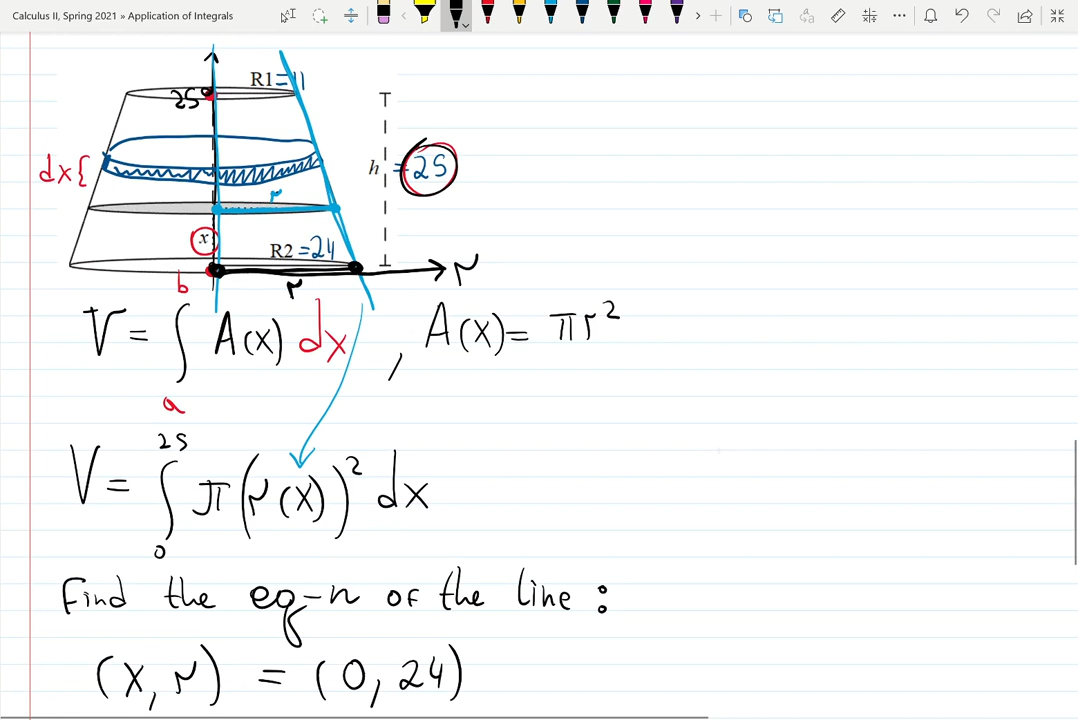 Calculus II, Spring 2021 » Application of Integrals
R1=11
25
dx{
h = 25
r
x
R2=24
r
b
r
V= ∫ A(x) dx, A(x)= πr²
a
25
V= ∫ π(r(x))² dx
0
Find the eq-n of the line:
(x, r) = (0, 24)